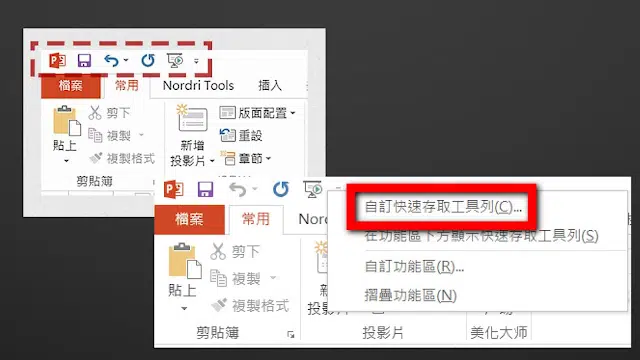 檔案 常用 Nordri Tools 插入
貼上
剪下
複製
複製格式
剪貼簿
新增
投影片
版面配置
重設
章節
檔案 常用
貼上
剪下
複製
複製格式
剪貼簿
投影片
投影片
美化大师
自訂快速存取工具列(C)...
在功能區下方顯示快速存取工具列(S)
自訂功能區(R)...
摺疊功能區(N)